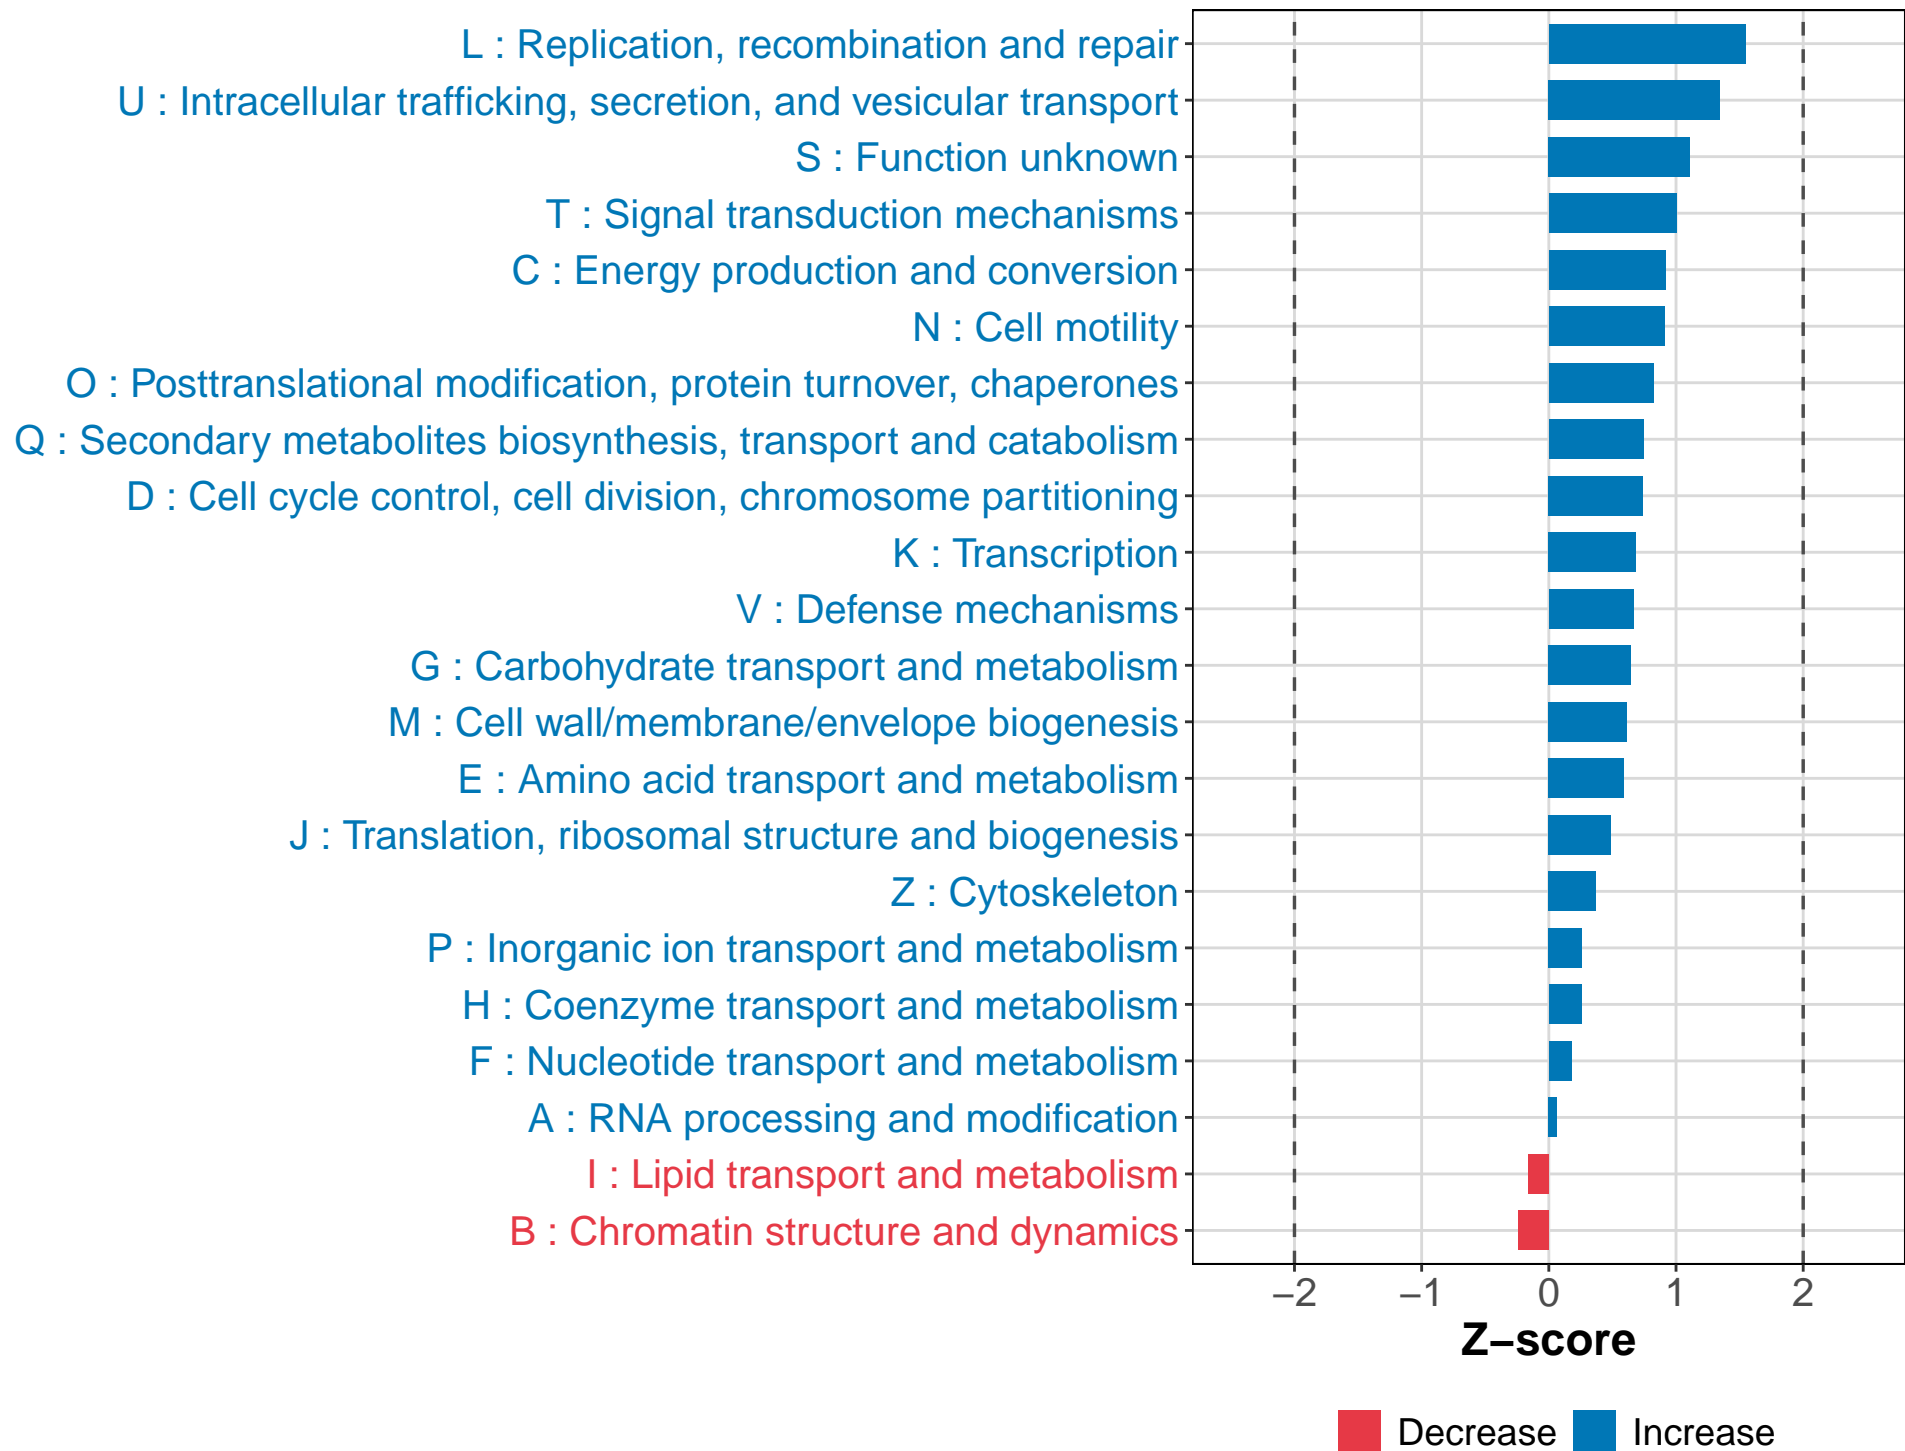 L : Replication, recombination and repair
U : Intracellular trafficking, secretion, and vesicular transport
S : Function unknown
T : Signal transduction mechanisms
C : Energy production and conversion
N : Cell motility
O : Posttranslational modification, protein turnover, chaperones
Q : Secondary metabolites biosynthesis, transport and catabolism
D : Cell cycle control, cell division, chromosome partitioning
K : Transcription
V : Defense mechanisms
G : Carbohydrate transport and metabolism
M : Cell wall/membrane/envelope biogenesis
E : Amino acid transport and metabolism
J : Translation, ribosomal structure and biogenesis
Z : Cytoskeleton
P : Inorganic ion transport and metabolism
H : Coenzyme transport and metabolism
F : Nucleotide transport and metabolism
A : RNA processing and modification
I : Lipid transport and metabolism
B : Chromatin structure and dynamics
−2 −1 0 1 2
Z−score
Decrease Increase